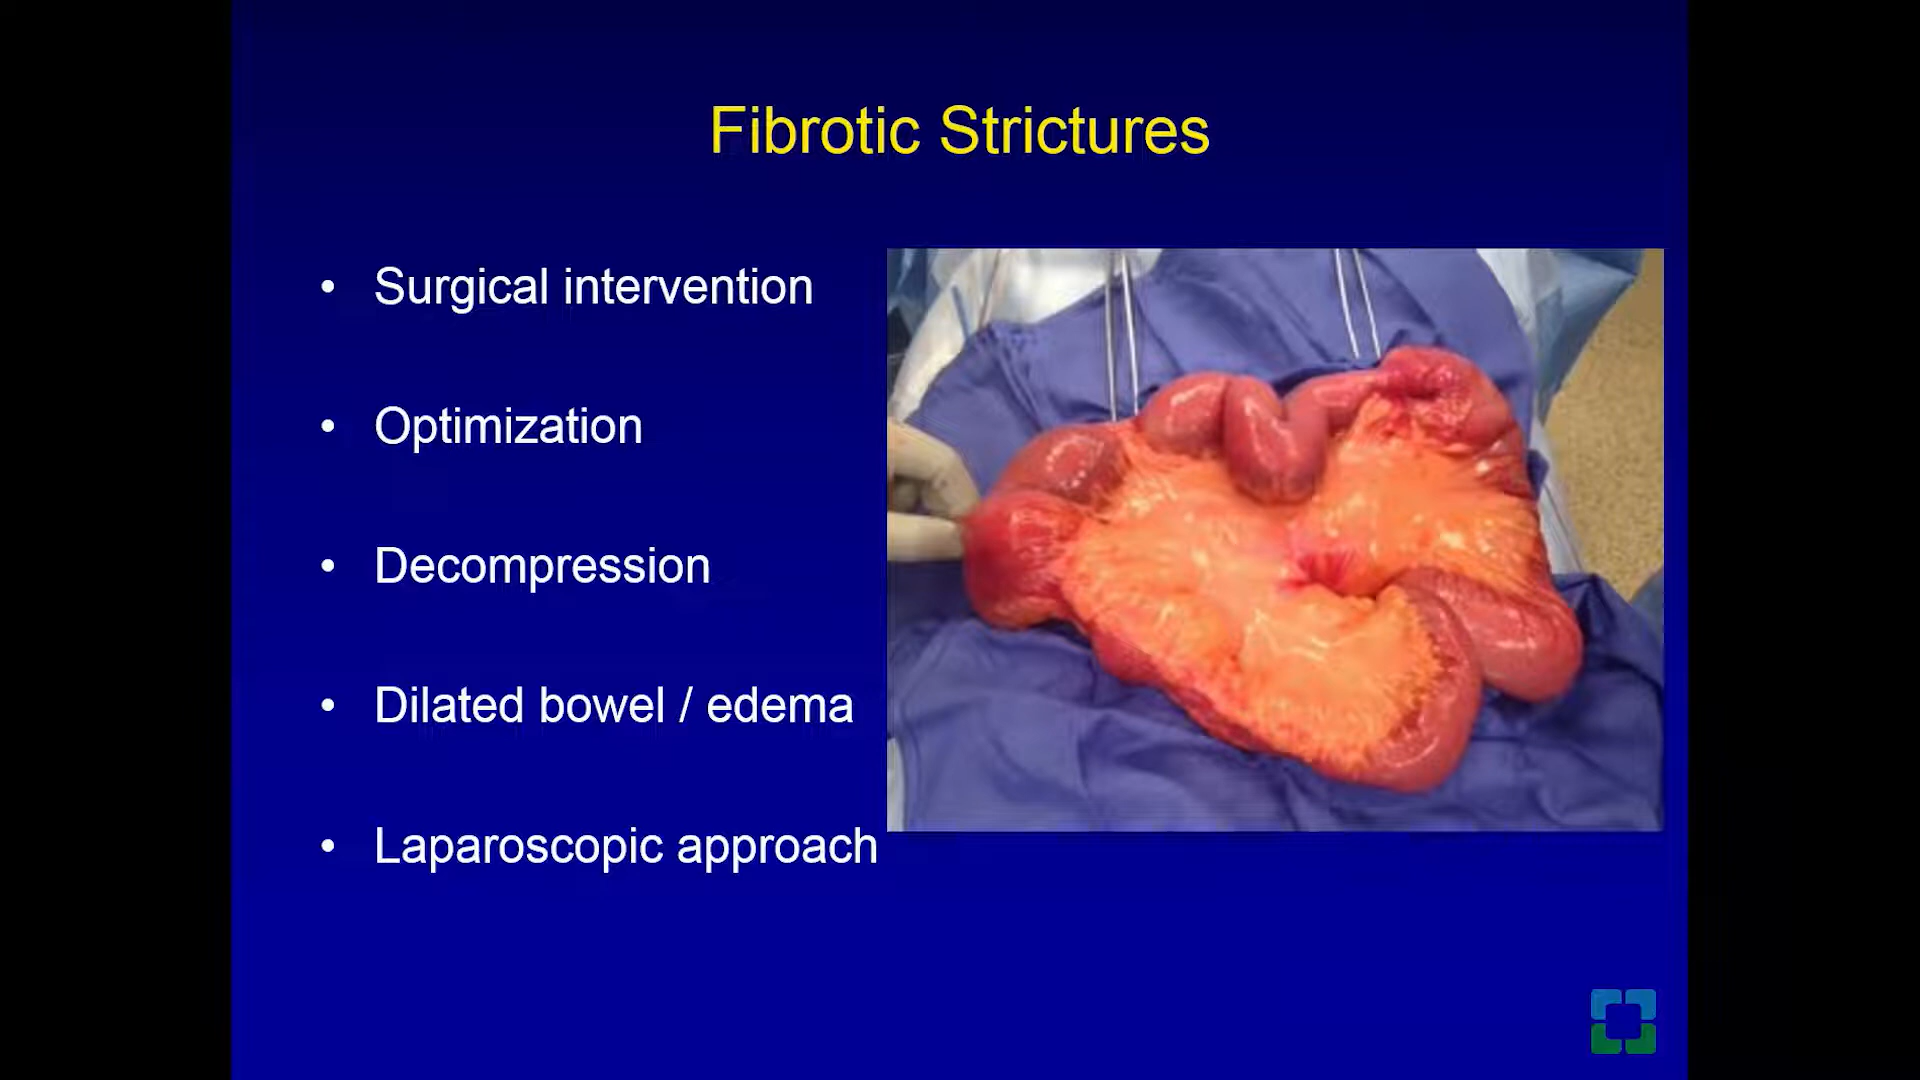 Fibrotic Strictures
• Surgical intervention
• Optimization
• Decompression
• Dilated bowel / edema
• Laparoscopic approach